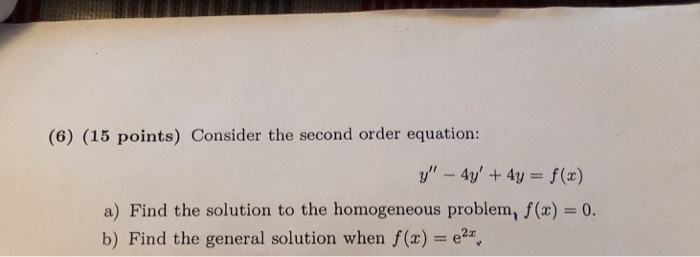 (6) (15 points) Consider the second order equation:
y'' − 4y' + 4y = f(x)
a) Find the solution to the homogeneous problem, f(x) = 0.
b) Find the general solution when f(x) = e²ˣ.